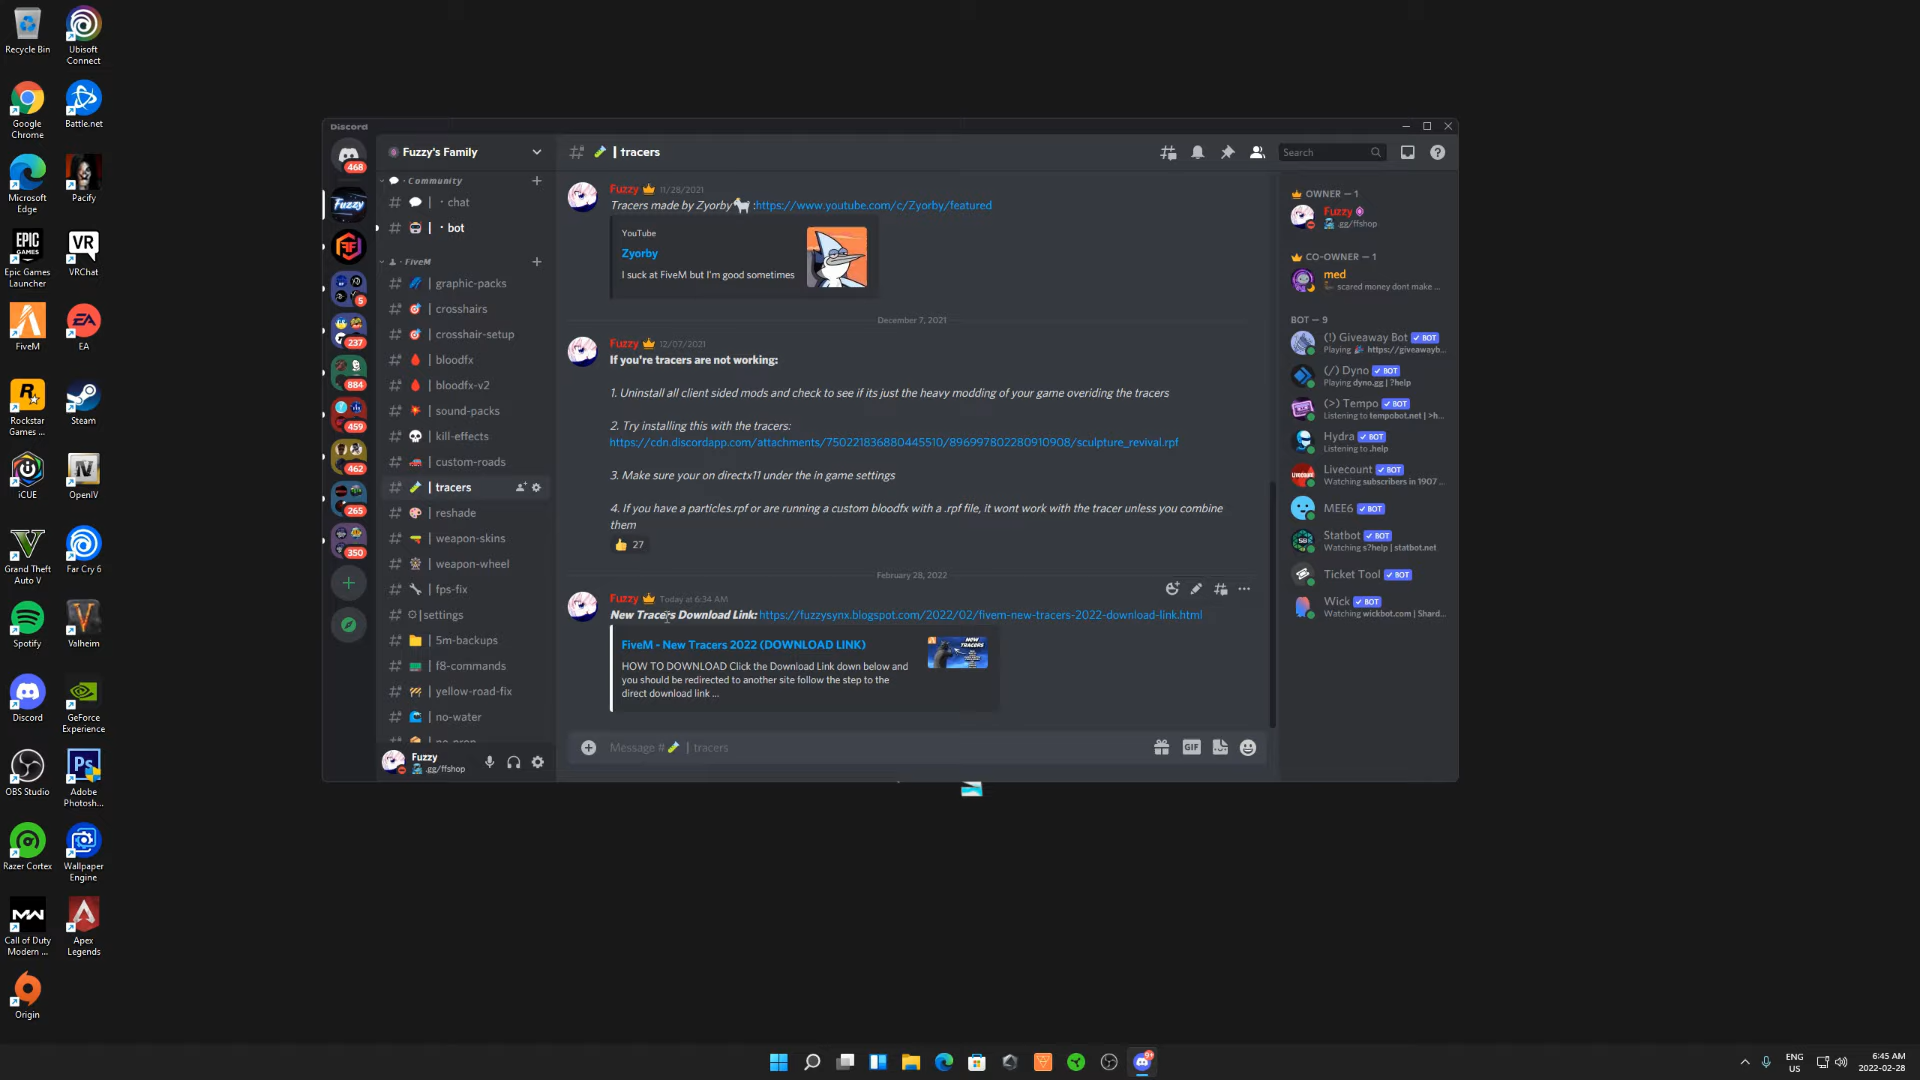 Recycle Bin
Ubisoft
Connect
Google
Chrome
Battle.net
Microsoft
Edge
Pacify
Epic Games
Launcher
VRChat
FiveM
EA
Rockstar
Games ...
Steam
iCUE
OpenIV
Grand Theft
Auto V
Far Cry 6
Spotify
Valheim
Discord
GeForce
Experience
OBS Studio
Adobe
Photosh...
Razer Cortex
Wallpaper
Engine
Call of Duty
Modern ...
Apex
Legends
Origin
Discord
468
5
237
884
459
462
265
350
Fuzzy's Family
Community
chat
bot
FiveM
graphic-packs
crosshairs
crosshair-setup
bloodfx
bloodfx-v2
sound-packs
kill-effects
custom-roads
tracers
reshade
weapon-skins
weapon-wheel
fps-fix
settings
5m-backups
f8-commands
yellow-road-fix
no-water
Fuzzy
.gg/ffshop
| tracers
Search
Fuzzy 11/28/2021
Tracers made by Zyorby :https://www.youtube.com/c/Zyorby/featured
YouTube
Zyorby
I suck at FiveM but I'm good sometimes
December 7, 2021
Fuzzy 12/07/2021
If you're tracers are not working:
1. Uninstall all client sided mods and check to see if its just the heavy modding of your game overiding the tracers
2. Try installing this with the tracers:
https://cdn.discordapp.com/attachments/750221836880445510/896997802280910908/sculpture_revival.rpf
3. Make sure your on directx11 under the in game settings
4. If you have a particles.rpf or are running a custom bloodfx with a .rpf file, it wont work with the tracer unless you combine
them
27
February 28, 2022
Fuzzy Today at 6:34 AM
New Tracers Download Link: https://fuzzysynx.blogspot.com/2022/02/fivem-new-tracers-2022-download-link.html
FiveM - New Tracers 2022 (DOWNLOAD LINK)
HOW TO DOWNLOAD Click the Download Link down below and
you should be redirected to another site follow the step to the
direct download link ...
Message # | tracers
GIF
OWNER — 1
Fuzzy
.gg/ffshop
CO-OWNER — 1
med
scared money dont make ...
BOT — 9
(!) Giveaway Bot BOT
Playing https://giveawayb...
(/) Dyno BOT
Playing dyno.gg | ?help
(>) Tempo BOT
Listening to tempobot.net | >h...
Hydra BOT
Listening to .help
Livecount BOT
Watching subscribers in 1907 ...
MEE6 BOT
Statbot BOT
Watching s?help | statbot.net
Ticket Tool BOT
Wick BOT
Watching wickbot.com | Shard...
ENG
US
6:45 AM
2022-02-28